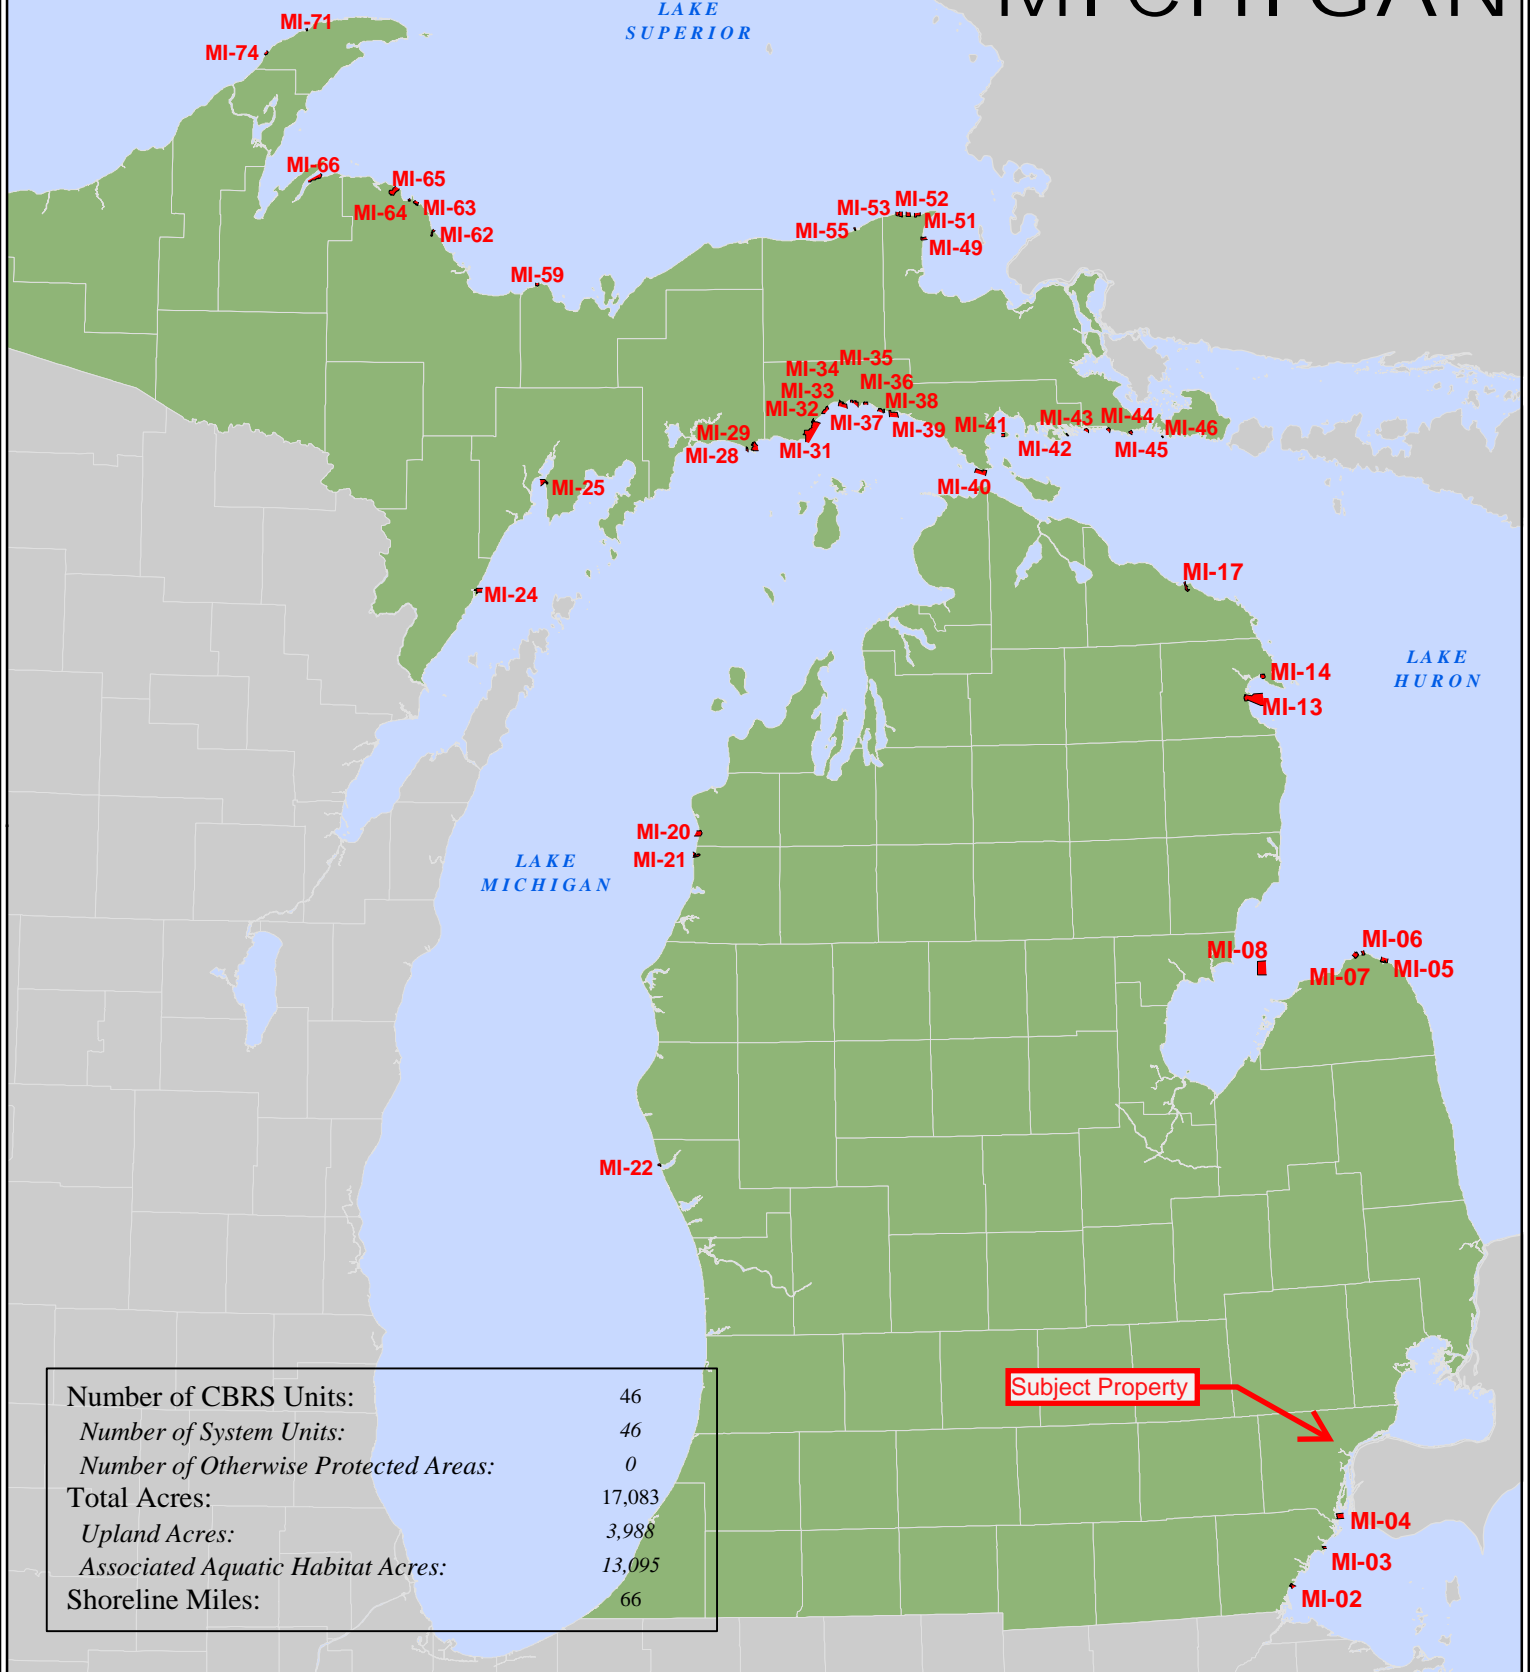 MICHIGAN
LAKE
SUPERIOR
MI-71
MI-74
MI-66
MI-65
MI-64
MI-63
MI-62
MI-59
MI-53
MI-52
MI-51
MI-55
MI-49
MI-35
MI-34
MI-36
MI-33
MI-32
MI-38
MI-37
MI-39
MI-31
MI-29
MI-28
MI-41
MI-43
MI-44
MI-46
MI-42
MI-45
MI-40
MI-25
MI-24
MI-17
LAKE
HURON
MI-14
MI-13
MI-20
MI-21
LAKE
MICHIGAN
MI-08
MI-06
MI-07
MI-05
MI-22
Subject Property
MI-04
MI-03
MI-02
Number of CBRS Units: 46
Number of System Units: 46
Number of Otherwise Protected Areas: 0
Total Acres: 17,083
Upland Acres: 3,988
Associated Aquatic Habitat Acres: 13,095
Shoreline Miles: 66